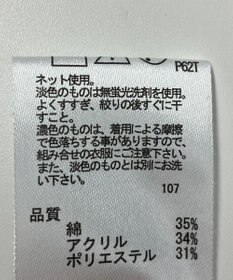 P62T
ネット使用。
淡色のものは無蛍光洗剤を使用。
よくすすぎ、絞りの後すぐに干
すこと。
濃色のものは、着用による摩擦
で色落ちする事がありますので、
組み合せの衣服にご注意下さい。
また、淡色のものとは別にお洗
い下さい。
107
品質
綿 35%
アクリル 34%
ポリエステル 31%